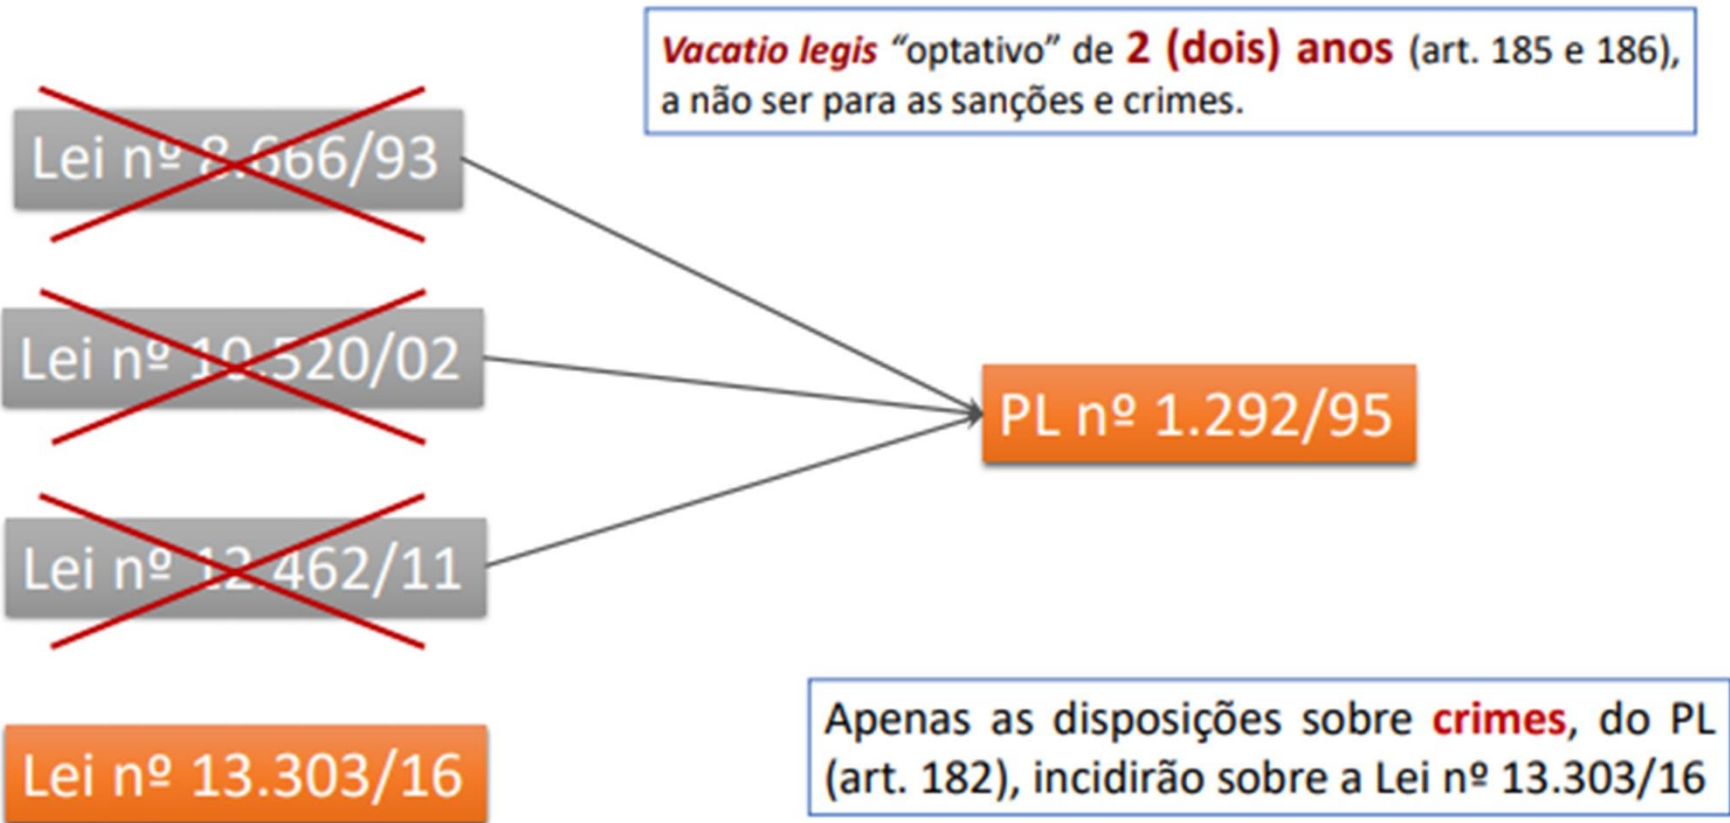 Vacatio legis “optativo” de 2 (dois) anos (art. 185 e 186),
a não ser para as sanções e crimes.
Lei nº 8.666/93
Lei nº 10.520/02
PL nº 1.292/95
Lei nº 12.462/11
Apenas as disposições sobre crimes, do PL
(art. 182), incidirão sobre a Lei nº 13.303/16
Lei nº 13.303/16